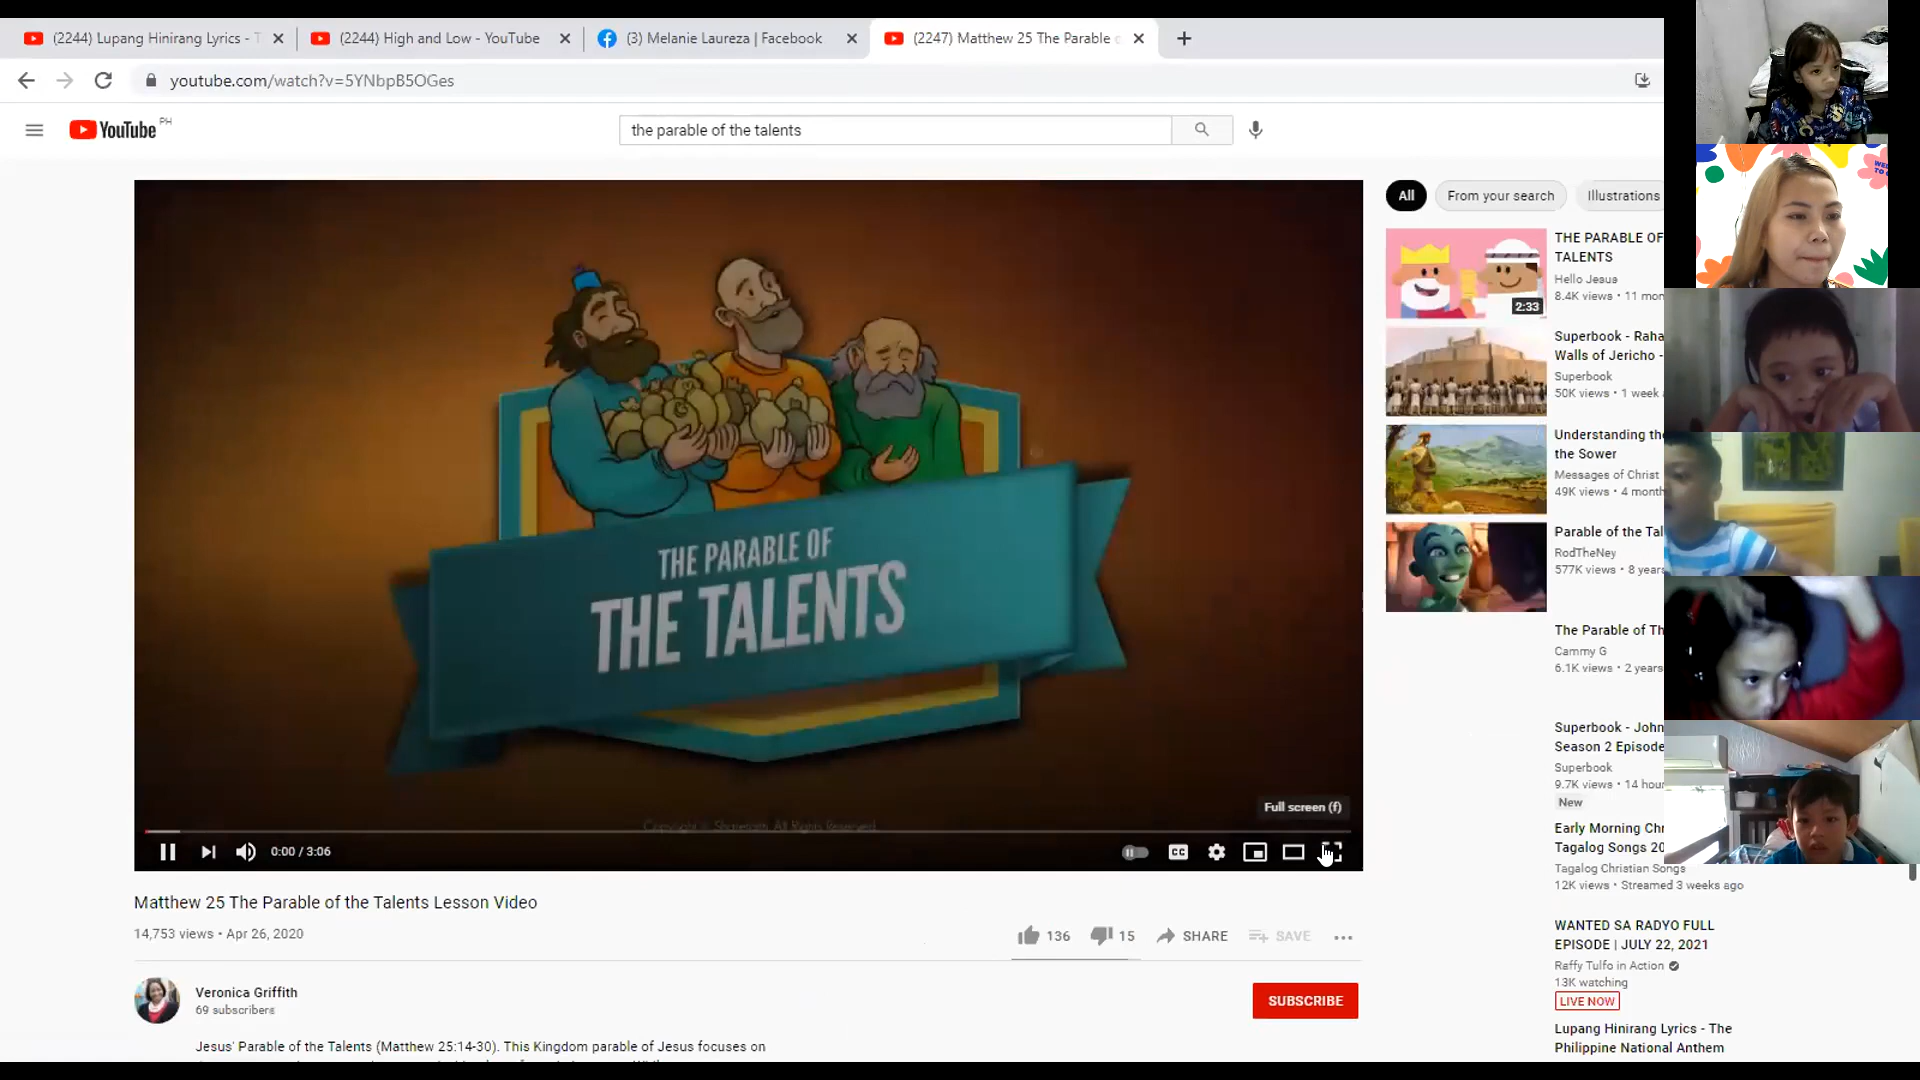 (2244) Lupang Hinirang Lyrics - T
(2244) High and Low - YouTube
(3) Melanie Laureza | Facebook
(2247) Matthew 25 The Parable o
youtube.com/watch?v=5YNbpB5OGes
YouTube PH
the parable of the talents
All
From your search
Illustrations
THE PARABLE OF
THE TALENTS
Full screen (f)
0:00 / 3:06
CC
Matthew 25 The Parable of the Talents Lesson Video
14,753 views • Apr 26, 2020
136
15
SHARE
SAVE
Veronica Griffith
69 subscribers
SUBSCRIBE
Jesus' Parable of the Talents (Matthew 25:14-30). This Kingdom parable of Jesus focuses on
THE PARABLE OF
TALENTS
Hello Jesus
8.4K views • 11 mon
2:33
Superbook - Raha
Walls of Jericho -
Superbook
50K views • 1 week
Understanding the
the Sower
Messages of Christ
49K views • 4 month
Parable of the Tal
RodTheNey
577K views • 8 years
The Parable of Th
Cammy G
6.1K views • 2 years
Superbook - John
Season 2 Episode
Superbook
9.7K views • 14 hou
New
Early Morning Chr
Tagalog Songs 20
Tagalog Christian Songs
12K views • Streamed 3 weeks ago
WANTED SA RADYO FULL
EPISODE | JULY 22, 2021
Raffy Tulfo in Action
13K watching
LIVE NOW
Lupang Hinirang Lyrics - The
Philippine National Anthem